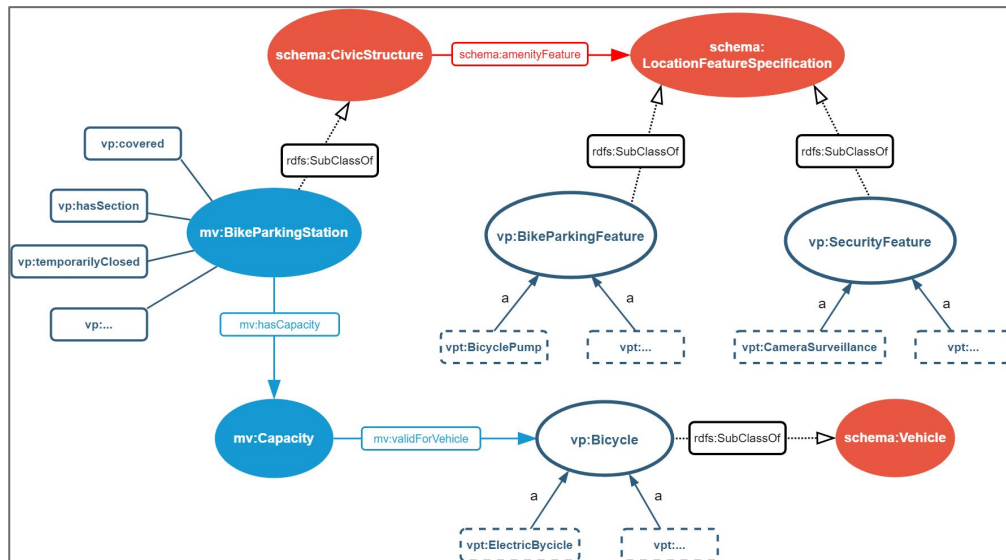 schema:CivicStructure
schema:amenityFeature
schema:
LocationFeatureSpecification
vp:covered
rdfs:SubClassOf
rdfs:SubClassOf
rdfs:SubClassOf
vp:hasSection
mv:BikeParkingStation
vp:BikeParkingFeature
vp:SecurityFeature
vp:temporarilyClosed
vp:...
mv:hasCapacity
a
a
a
a
vpt:BicyclePump
vpt:...
vpt:CameraSurveillance
vpt:...
mv:Capacity
mv:validForVehicle
vp:Bicycle
rdfs:SubClassOf
schema:Vehicle
a
a
vpt:ElectricBycicle
vpt:...